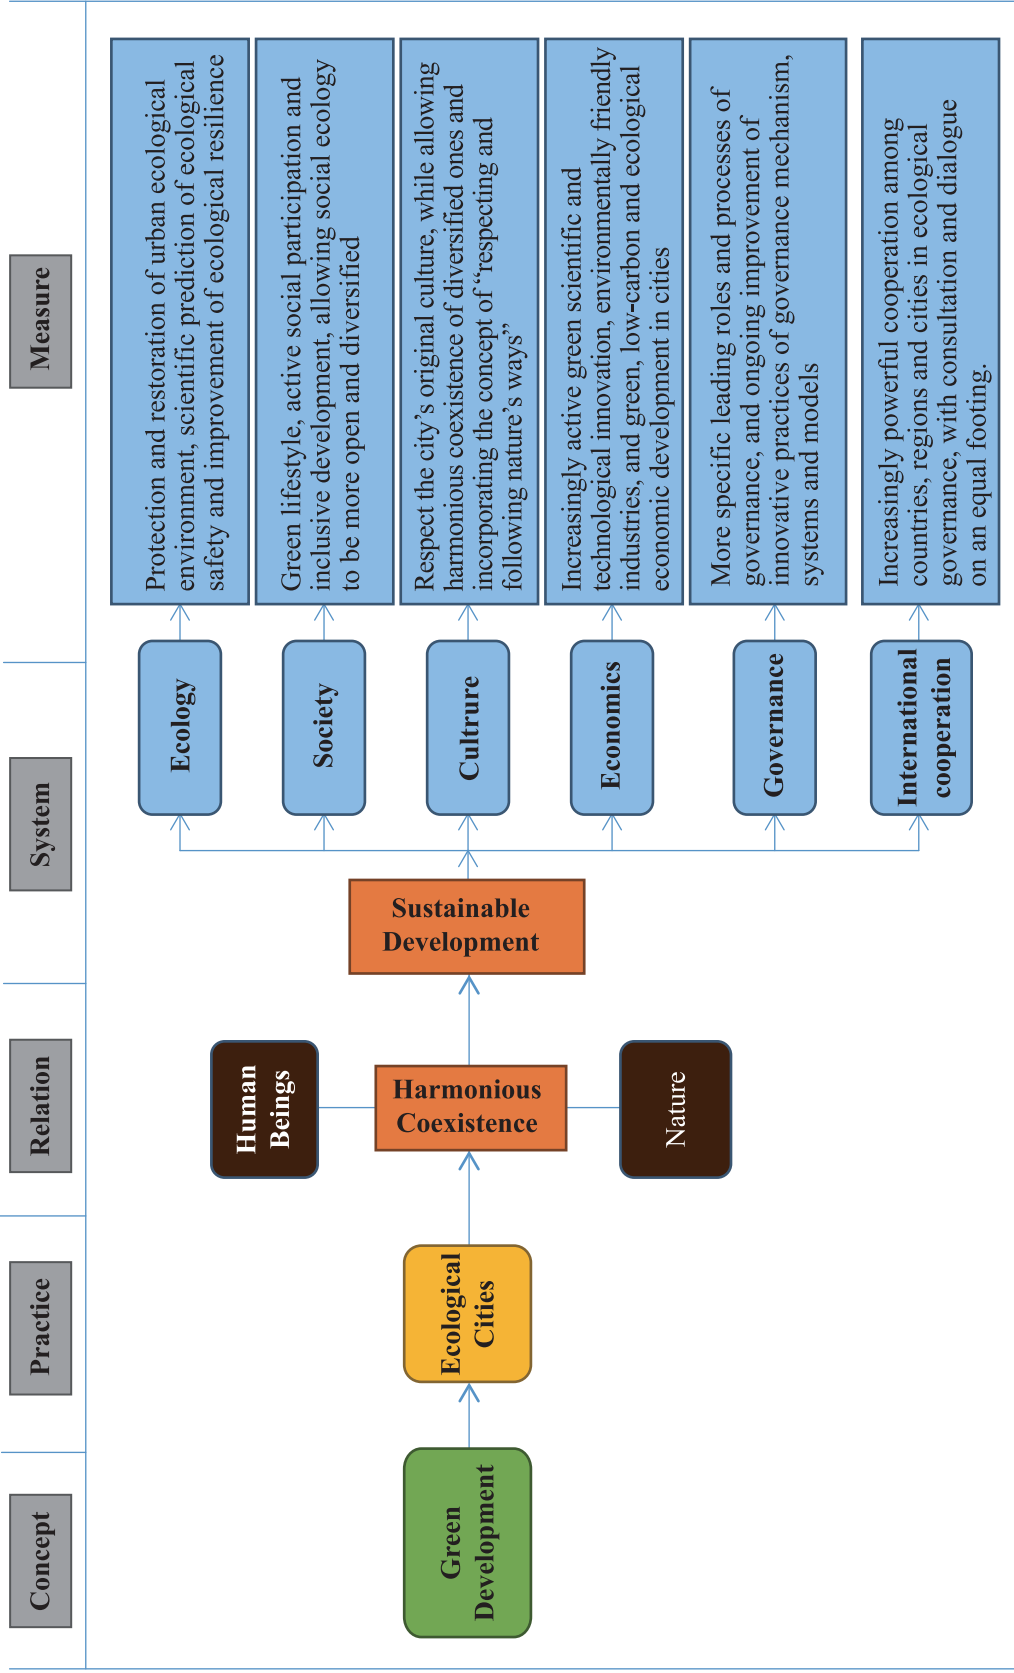 Concept
Practice
Relation
System
Measure
Green
Development
Ecological
Cities
Human
Beings
Harmonious
Coexistence
Nature
Sustainable
Development
Ecology
Protection and restoration of urban ecological
environment, scientific prediction of ecological
safety and improvement of ecological resilience
Society
Green lifestyle, active social participation and
inclusive development, allowing social ecology
to be more open and diversified
Cultrure
Respect the city’s original culture, while allowing
harmonious coexistence of diversified ones and
incorporating the concept of “respecting and
following nature’s ways”
Economics
Increasingly active green scientific and
technological innovation, environmentally friendly
industries, and green, low-carbon and ecological
economic development in cities
Governance
More specific leading roles and processes of
governance, and ongoing improvement of
innovative practices of governance mechanism,
systems and models
International
cooperation
Increasingly powerful cooperation among
countries, regions and cities in ecological
governance, with consultation and dialogue
on an equal footing.